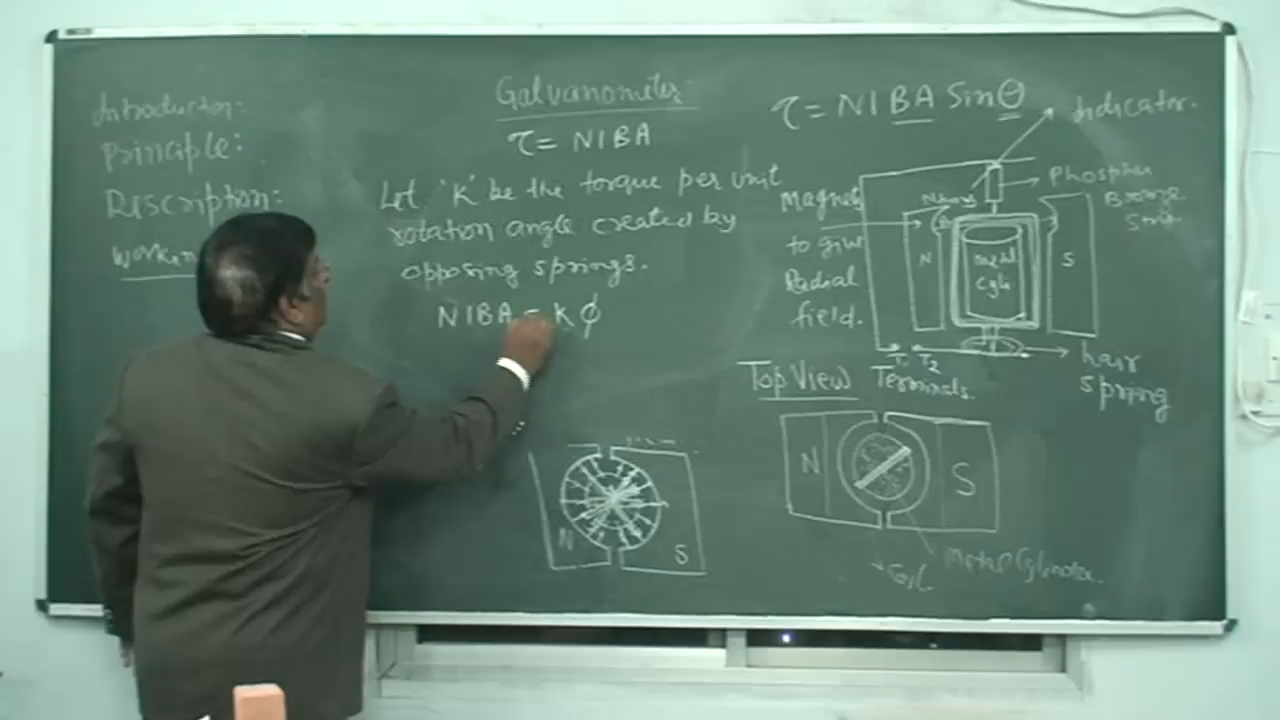 Introduction:
Principle:
Description:
Galvanometer
τ = NIBA
Let 'K' be the torque per unit
rotation angle created by
opposing springs.
NIBA = Kϕ
N
S
τ = NIBA Sinθ
Indicator.
Phosphor
Bronze
Strip
Magnet
to give
Radial
field.
N
S
metal
Cyli
T₁ T₂
Terminals.
hair
spring
Top View
N
S
Metal Cylinder.